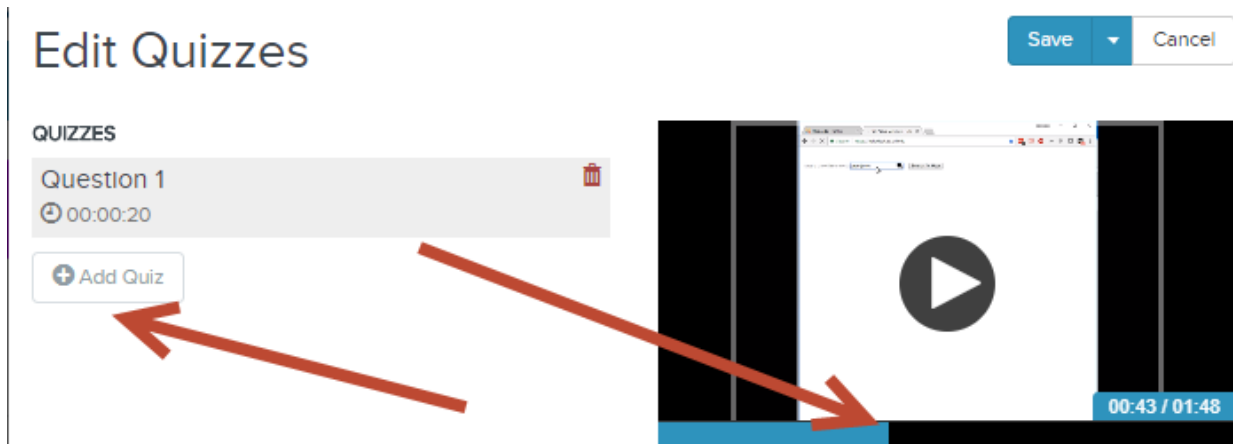 Edit Quizzes
Save
Cancel
QUIZZES
Question 1
00:00:20
Add Quiz
00:43 / 01:48